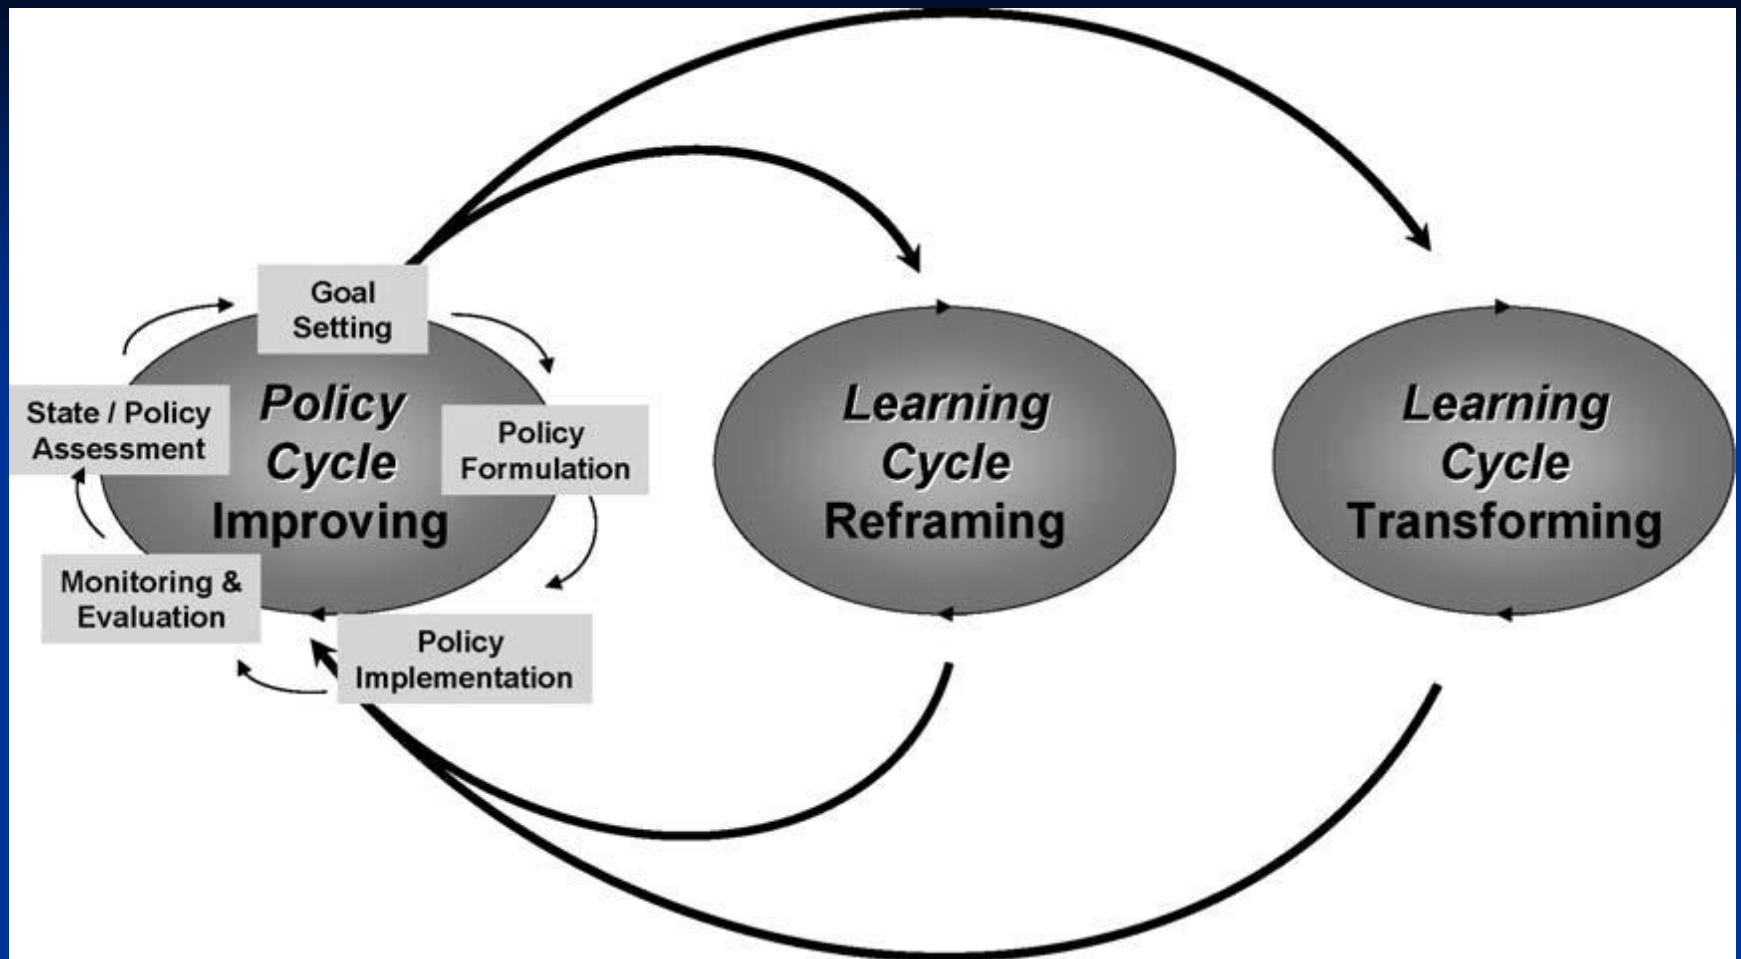 Goal
Setting
State / Policy
Assessment
Policy
Cycle
Improving
Policy
Formulation
Monitoring &
Evaluation
Policy
Implementation
Learning
Cycle
Reframing
Learning
Cycle
Transforming